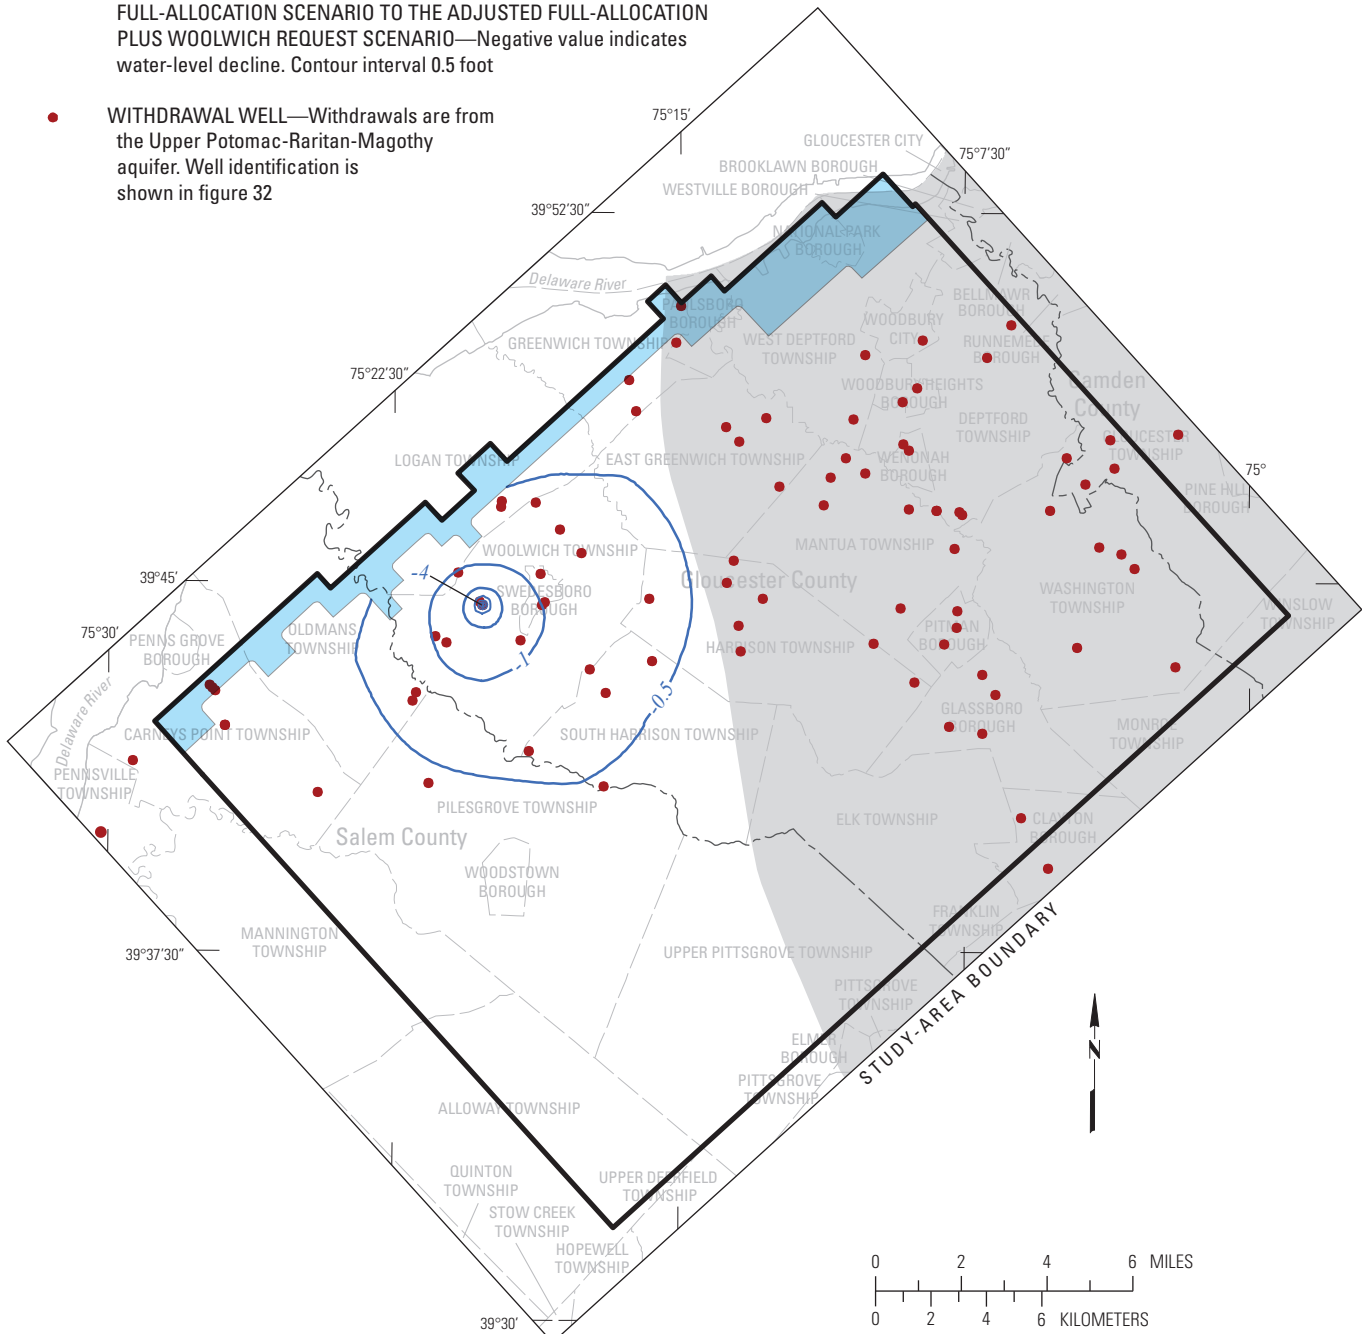 FULL-ALLOCATION SCENARIO TO THE ADJUSTED FULL-ALLOCATION
PLUS WOOLWICH REQUEST SCENARIO—Negative value indicates
water-level decline. Contour interval 0.5 foot
WITHDRAWAL WELL—Withdrawals are from
the Upper Potomac-Raritan-Magothy
aquifer. Well identification is
shown in figure 32
75°15′
GLOUCESTER CITY
75°7′30″
BROOKLAWN BOROUGH
WESTVILLE BOROUGH
39°52′30″
NATIONAL PARK
BOROUGH
Delaware River
PAULSBORO
BOROUGH
BELLMAWR
BOROUGH
WOODBURY
CITY
GREENWICH TOWNSHIP
WEST DEPTFORD
TOWNSHIP
RUNNEMEDE
BOROUGH
75°22′30″
WOODBURY HEIGHTS
BOROUGH
Camden
County
DEPTFORD
TOWNSHIP
GLOUCESTER
TOWNSHIP
LOGAN TOWNSHIP
EAST GREENWICH TOWNSHIP
WENONAH
BOROUGH
75°
PINE HILL
BOROUGH
WOOLWICH TOWNSHIP
MANTUA TOWNSHIP
39°45′
-4
Gloucester County
SWEDESBORO
BOROUGH
WASHINGTON
TOWNSHIP
WINSLOW
TOWNSHIP
75°30′
PENNS GROVE
BOROUGH
OLDMANS
TOWNSHIP
PITMAN
BOROUGH
HARRISON TOWNSHIP
-1
-0.5
GLASSBORO
BOROUGH
Delaware River
CARNEYS POINT TOWNSHIP
SOUTH HARRISON TOWNSHIP
MONROE
TOWNSHIP
PENNSVILLE
TOWNSHIP
PILESGROVE TOWNSHIP
ELK TOWNSHIP
CLAYTON
BOROUGH
Salem County
WOODSTOWN
BOROUGH
FRANKLIN
TOWNSHIP
MANNINGTON
TOWNSHIP
39°37′30″
UPPER PITTSGROVE TOWNSHIP
PITTSGROVE
TOWNSHIP
STUDY-AREA BOUNDARY
ELMER
BOROUGH
N
PITTSGROVE
TOWNSHIP
ALLOWAY TOWNSHIP
QUINTON
TOWNSHIP
UPPER DEERFIELD
TOWNSHIP
STOW CREEK
TOWNSHIP
HOPEWELL
TOWNSHIP
0 2 4 6 MILES
0 2 4 6 KILOMETERS
39°30′